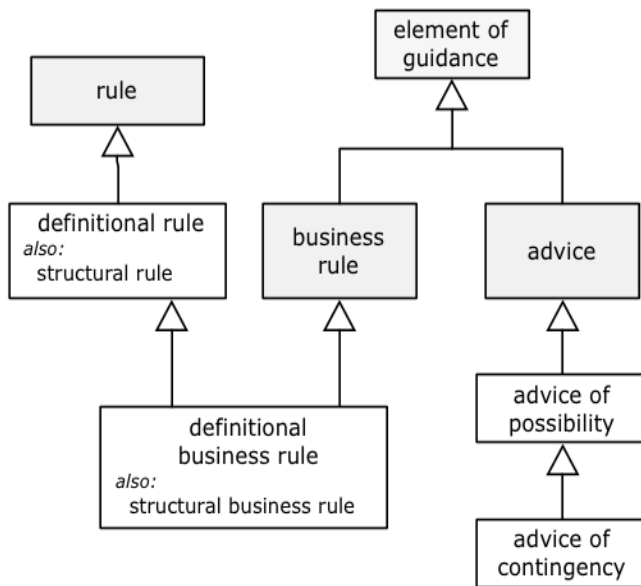 element of
guidance
rule
definitional rule
also:
structural rule
business
rule
advice
advice of
possibility
definitional
business rule
also:
structural business rule
advice of
contingency